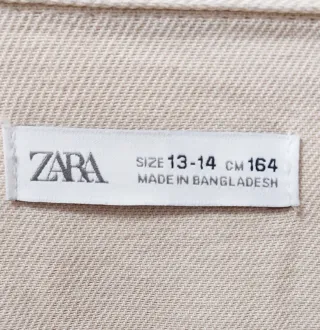 ZARA
SIZE 13-14 CM 164
MADE IN BANGLADESH